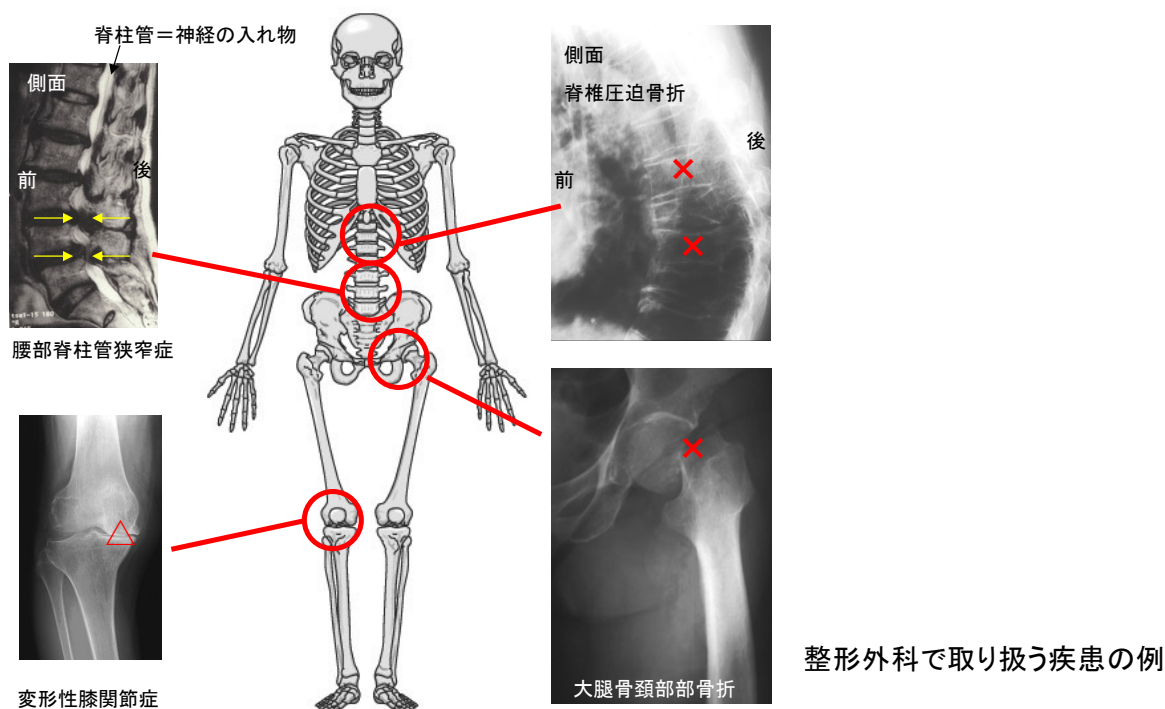 脊柱管＝神経の入れ物
側面
前
後
腰部脊柱管狭窄症
側面
脊椎圧迫骨折
前
後
変形性膝関節症
大腿骨頚部部骨折
整形外科で取り扱う疾患の例